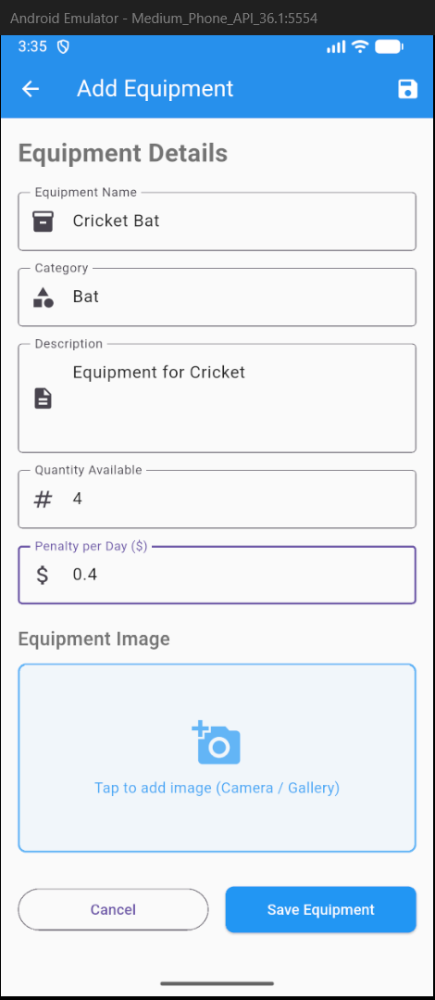 Android Emulator - Medium_Phone_API_36.1:5554
3:35
Add Equipment
Equipment Details
Equipment Name
Cricket Bat
Category
Bat
Description
Equipment for Cricket
Quantity Available
# 4
Penalty per Day ($)
$ 0.4
Equipment Image
Tap to add image (Camera / Gallery)
Cancel Save Equipment